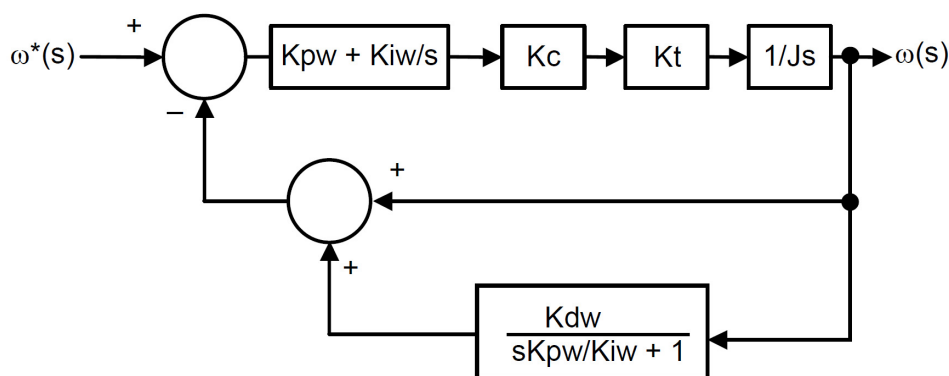 +
ω*(s)
Kpw + Kiw/s
Kc
Kt
1/Js
ω(s)
–
+
+
Kdw
sKpw/Kiw + 1